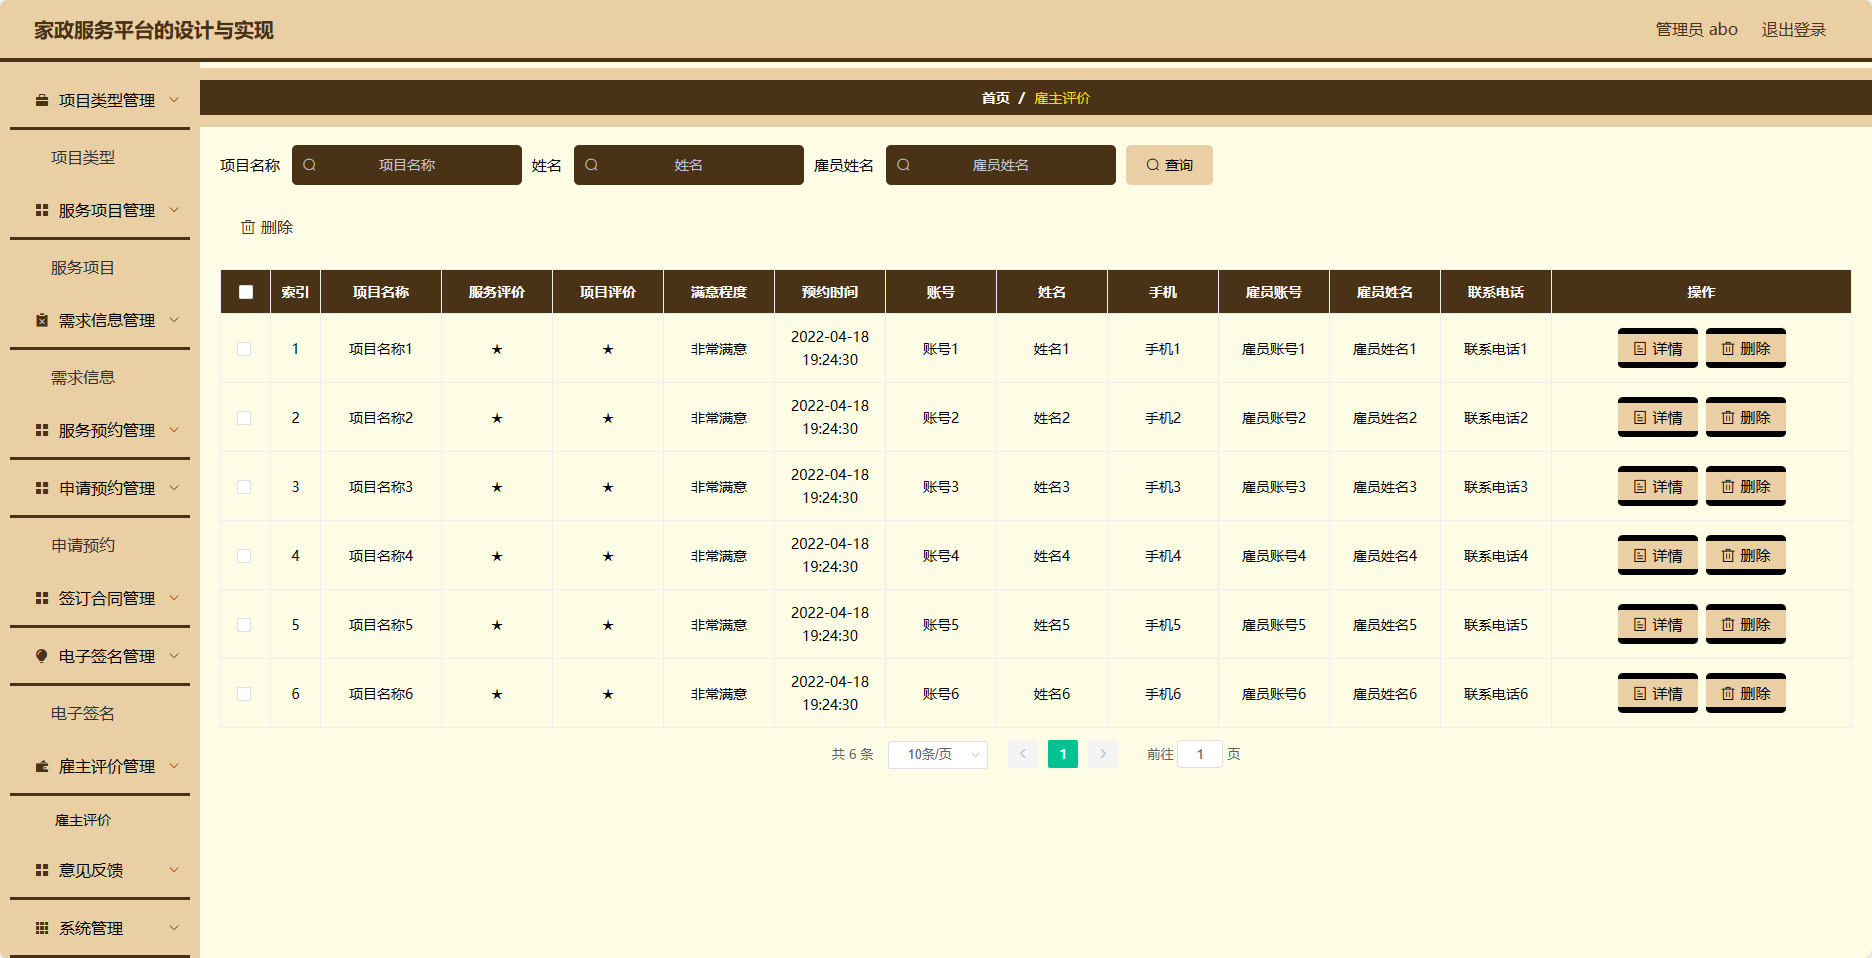 家政服务平台的设计与实现
管理员 abo 退出登录
项目类型管理
项目类型
服务项目管理
服务项目
需求信息管理
需求信息
服务预约管理
申请预约管理
申请预约
签订合同管理
电子签名管理
电子签名
雇主评价管理
雇主评价
意见反馈
系统管理
首页 / 雇主评价
项目名称 项目名称 姓名 姓名 雇员姓名 雇员姓名 查询
删除
索引 项目名称 服务评价 项目评价 满意程度 预约时间 账号 姓名 手机 雇员账号 雇员姓名 联系电话 操作
1 项目名称1 ★ ★ 非常满意 2022-04-18 19:24:30 账号1 姓名1 手机1 雇员账号1 雇员姓名1 联系电话1 详情 删除
2 项目名称2 ★ ★ 非常满意 2022-04-18 19:24:30 账号2 姓名2 手机2 雇员账号2 雇员姓名2 联系电话2 详情 删除
3 项目名称3 ★ ★ 非常满意 2022-04-18 19:24:30 账号3 姓名3 手机3 雇员账号3 雇员姓名3 联系电话3 详情 删除
4 项目名称4 ★ ★ 非常满意 2022-04-18 19:24:30 账号4 姓名4 手机4 雇员账号4 雇员姓名4 联系电话4 详情 删除
5 项目名称5 ★ ★ 非常满意 2022-04-18 19:24:30 账号5 姓名5 手机5 雇员账号5 雇员姓名5 联系电话5 详情 删除
6 项目名称6 ★ ★ 非常满意 2022-04-18 19:24:30 账号6 姓名6 手机6 雇员账号6 雇员姓名6 联系电话6 详情 删除
共 6 条 10条/页 1 前往 1 页